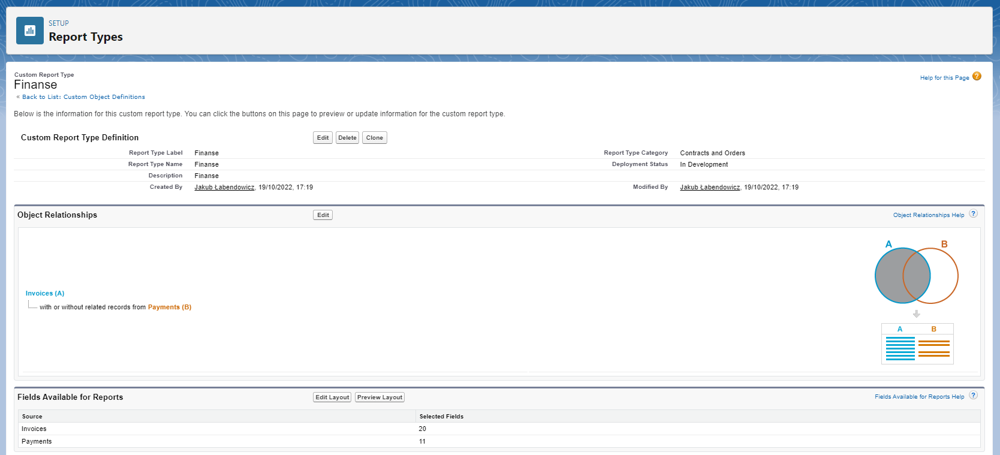 SETUP
Report Types
Custom Report Type
Finanse
Help for this Page ?
« Back to List: Custom Object Definitions
Below is the information for this custom report type. You can click the buttons on this page to preview or update information for the custom report type.
Custom Report Type Definition Edit Delete Clone
Report Type Label Finanse Report Type Category Contracts and Orders
Report Type Name Finanse Deployment Status In Development
Description Finanse
Created By Jakub Łabendowicz, 19/10/2022, 17:19 Modified By Jakub Łabendowicz, 19/10/2022, 17:19
Object Relationships Edit Object Relationships Help ?
A B
Invoices (A)
with or without related records from Payments (B)
A B
Fields Available for Reports Edit Layout Preview Layout Fields Available for Reports Help ?
Source Selected Fields
Invoices 20
Payments 11